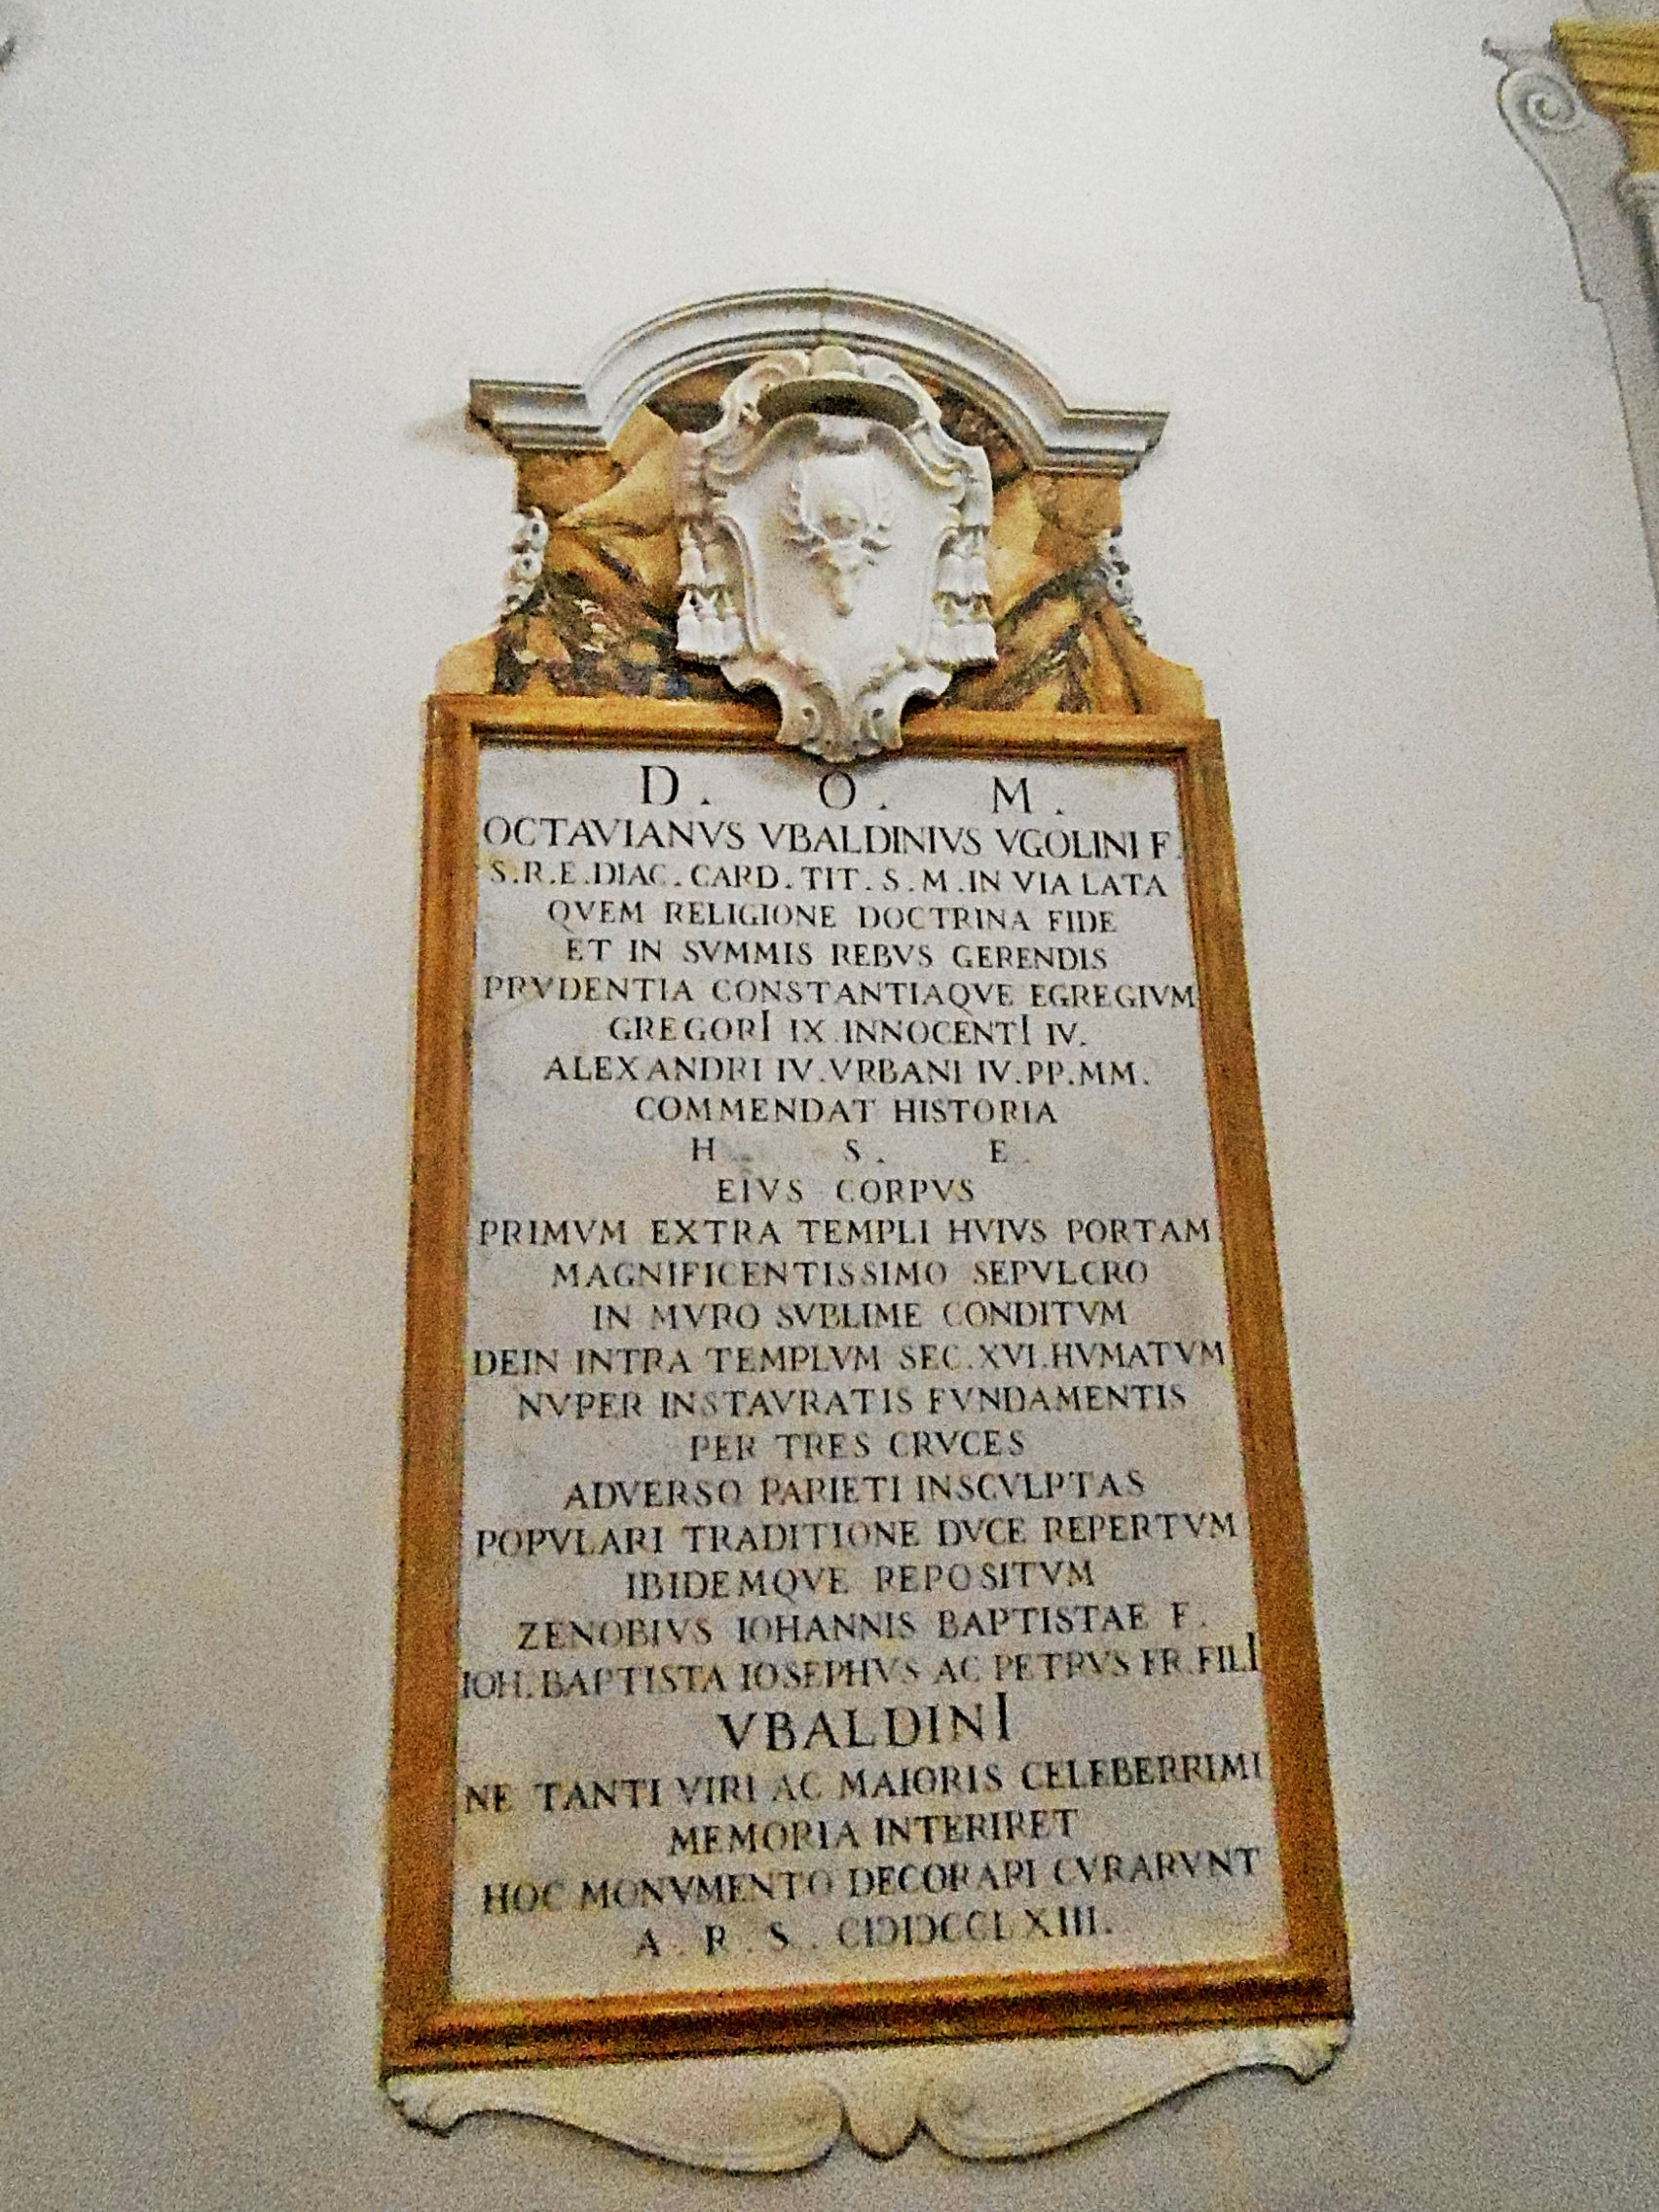 D. O. M.
OCTAVIANVS VBALDINIVS VGOLINI F.
S.R.E.DIAC.CARD.TIT.S.M.IN VIA LATA
QVEM RELIGIONE DOCTRINA FIDE
ET IN SVMMIS REBVS GERENDIS
PRVDENTIA CONSTANTIAQVE EGREGIVM
GREGORI IX.INNOCENTI IV.
ALEXANDRI IV.VRBANI IV.PP.MM.
COMMENDAT HISTORIA
H. S. E.
EIVS CORPVS
PRIMVM EXTRA TEMPLI HVIVS PORTAM
MAGNIFICENTISSIMO SEPVLCRO
IN MVRO SVBLIME CONDITVM
DEIN INTRA TEMPLVM SEC.XVI.HVMATVM
NVPER INSTAVRATIS FVNDAMENTIS
PER TRES CRVCES
ADVERSO PARIETI INSCVLPTAS
POPVLARI TRADITIONE DVCE REPERTVM
IBIDEMQVE REPOSITVM
ZENOBIVS IOHANNIS BAPTISTAE F.
IOH.BAPTISTA IOSEPHVS AC PETRVS FR.FILI
VBALDINI
NE TANTI VIRI AC MAIORIS CELEBERRIMI
MEMORIA INTERIRET
HOC MONVMENTO DECORARI CVRARVNT
A. R. S. CIƆIƆCCLXIII.